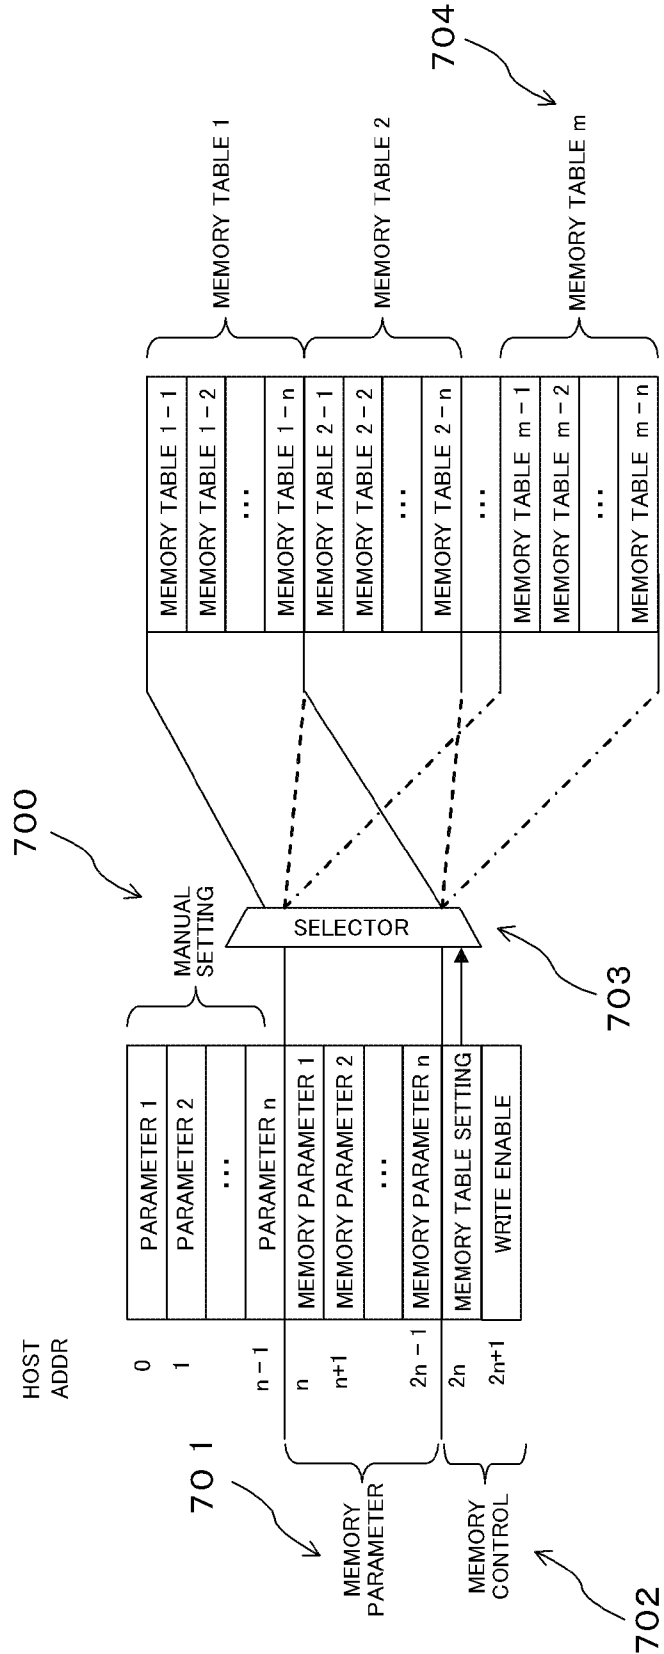 HOST
ADDR
0
1
n-1
n
n+1
2n-1
2n
2n+1
PARAMETER 1
PARAMETER 2
...
PARAMETER n
MEMORY PARAMETER 1
MEMORY PARAMETER 2
...
MEMORY PARAMETER n
MEMORY TABLE SETTING
WRITE ENABLE
MANUAL
SETTING
700
701
MEMORY
PARAMETER
MEMORY
CONTROL
702
SELECTOR
703
MEMORY TABLE 1-1
MEMORY TABLE 1-2
...
MEMORY TABLE 1-n
MEMORY TABLE 2-1
MEMORY TABLE 2-2
...
MEMORY TABLE 2-n
...
MEMORY TABLE m-1
MEMORY TABLE m-2
...
MEMORY TABLE m-n
MEMORY TABLE 1
MEMORY TABLE 2
MEMORY TABLE m
704